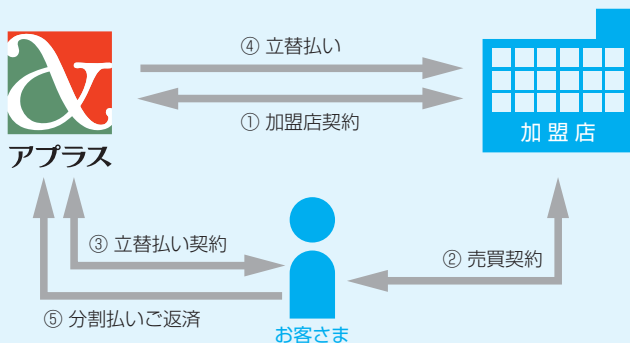 ④ 立替払い
① 加盟店契約
加盟店
アプラス
③ 立替払い契約
② 売買契約
⑤ 分割払いご返済
お客さま